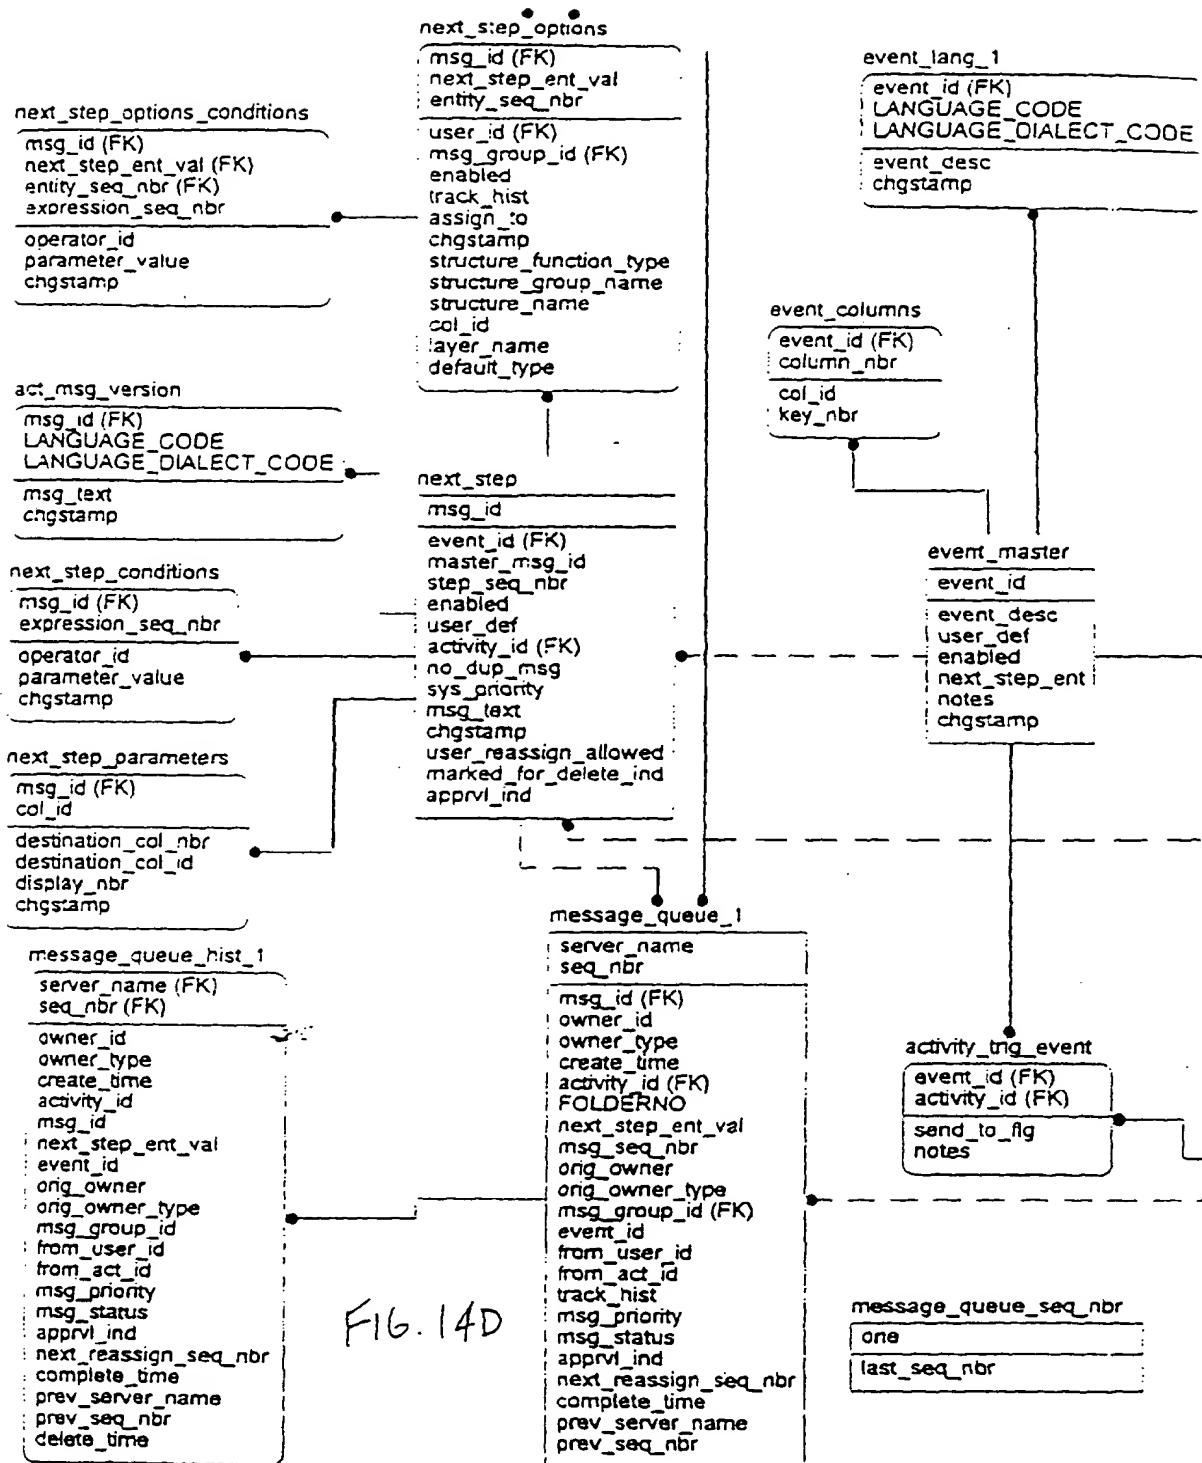 next_step_options
msg_id (FK)
next_step_ent_val
entity_seq_nbr
user_id (FK)
msg_group_id (FK)
enabled
track_hist
assign_to
chgstamp
structure_function_type
structure_group_name
structure_name
col_id
layer_name
default_type
event_lang_1
event_id (FK)
LANGUAGE_CODE
LANGUAGE_DIALECT_CODE
event_desc
chgstamp
next_step_options_conditions
msg_id (FK)
next_step_ent_val (FK)
entity_seq_nbr (FK)
expression_seq_nbr
operator_id
parameter_value
chgstamp
event_columns
event_id (FK)
column_nbr
col_id
key_nbr
act_msg_version
msg_id (FK)
LANGUAGE_CODE
LANGUAGE_DIALECT_CODE
msg_text
chgstamp
next_step
msg_id
event_id (FK)
master_msg_id
step_seq_nbr
enabled
user_def
activity_id (FK)
no_dup_msg
sys_priority
msg_text
chgstamp
user_reassign_allowed
marked_for_delete_ind
apprvl_ind
event_master
event_id
event_desc
user_def
enabled
next_step_ent
notes
chgstamp
next_step_conditions
msg_id (FK)
expression_seq_nbr
operator_id
parameter_value
chgstamp
next_step_parameters
msg_id (FK)
col_id
destination_col_nbr
destination_col_id
display_nbr
chgstamp
message_queue_hist_1
server_name (FK)
seq_nbr (FK)
owner_id
owner_type
create_time
activity_id
msg_id
next_step_ent_val
event_id
orig_owner
orig_owner_type
msg_group_id
from_user_id
from_act_id
msg_priority
msg_status
apprvl_ind
next_reassign_seq_nbr
complete_time
prev_server_name
prev_seq_nbr
delete_time
message_queue_1
server_name
seq_nbr
msg_id (FK)
owner_id
owner_type
create_time
activity_id (FK)
FOLDERNO
next_step_ent_val
msg_seq_nbr
orig_owner
orig_owner_type
msg_group_id (FK)
event_id
from_user_id
from_act_id
track_hist
msg_priority
msg_status
apprvl_ind
next_reassign_seq_nbr
complete_time
prev_server_name
prev_seq_nbr
activity_trig_event
event_id (FK)
activity_id (FK)
send_to_flg
notes
message_queue_seq_nbr
one
last_seq_nbr
FIG. 14D